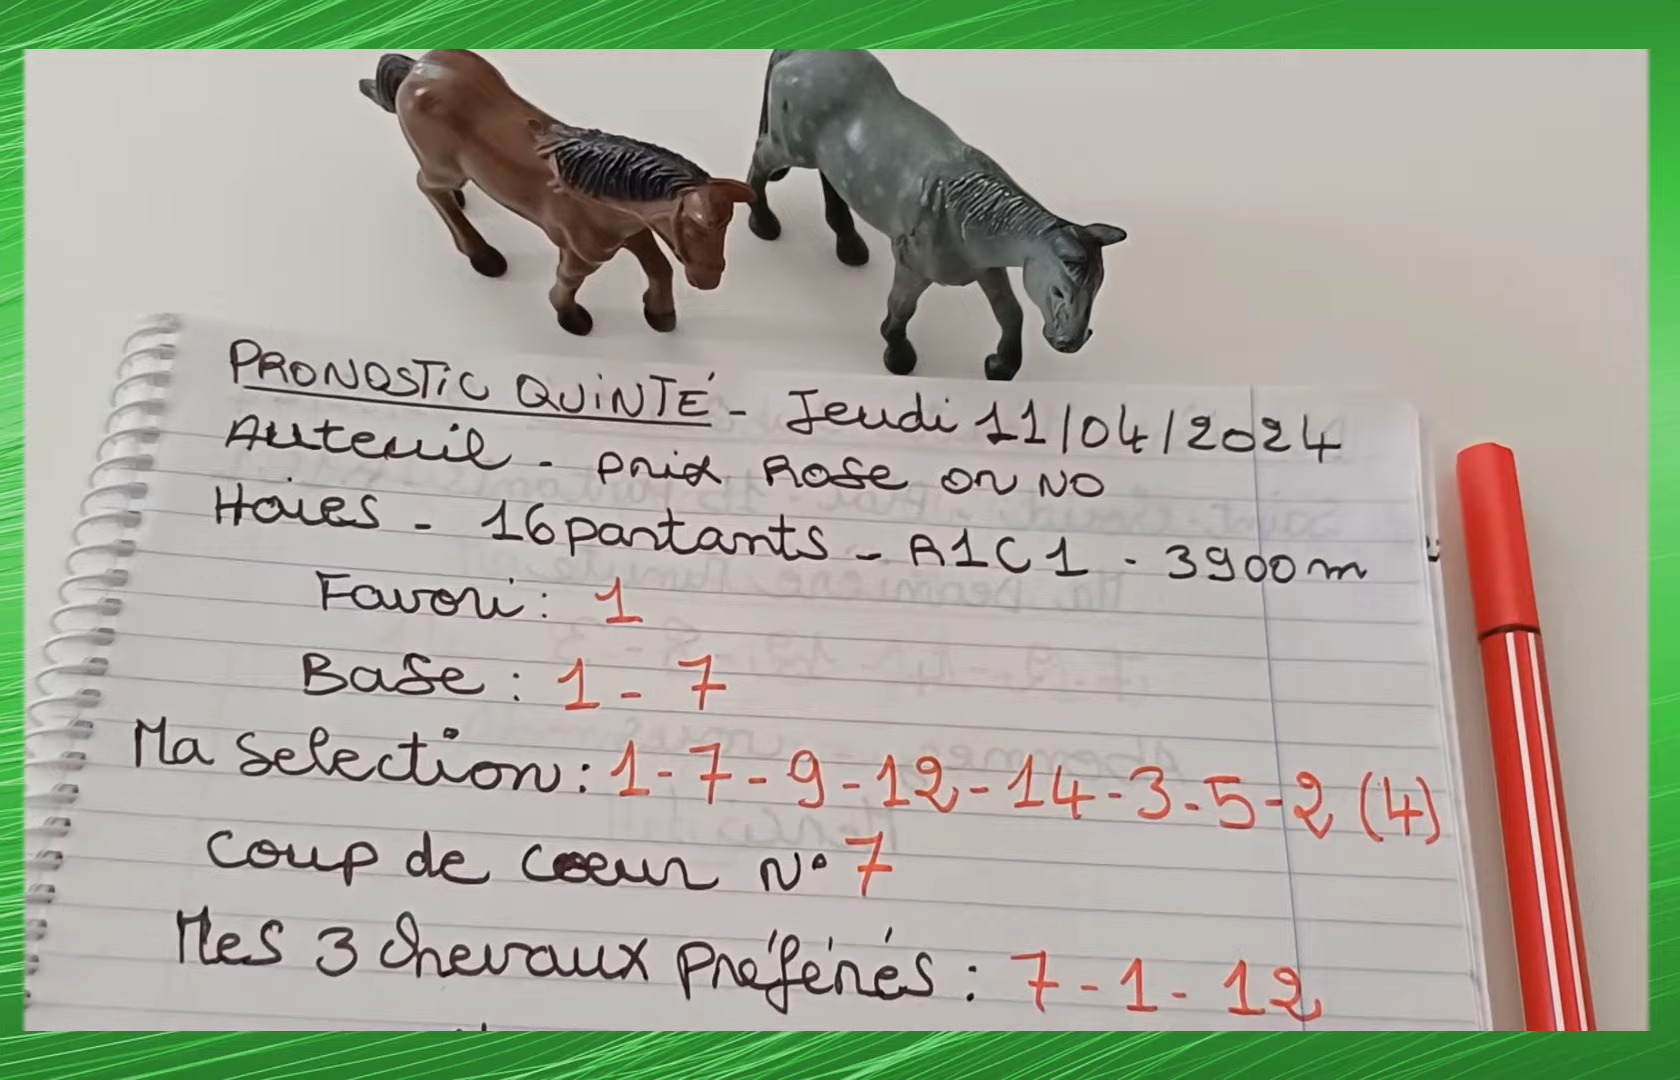 PRONOSTIC QUINTÉ - Jeudi 11/04/2024
Auteuil - prix Rose or No
Haies - 16 partants - R1C1 - 3900m
Favori : 1
Base : 1 - 7
Ma selection : 1 - 7 - 9 - 12 - 14 - 3 - 5 - 2 (4)
coup de coeur N° 7
Mes 3 chevaux préférés : 7 - 1 - 12